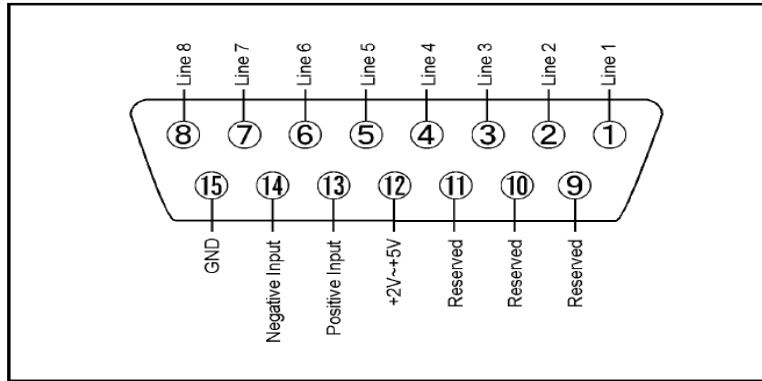 Line 8
Line 7
Line 6
Line 5
Line 4
Line 3
Line 2
Line 1
8 7 6 5 4 3 2 1
15 14 13 12 11 10 9
GND
Negative Input
Positive Input
+2V~+5V
Reserved
Reserved
Reserved